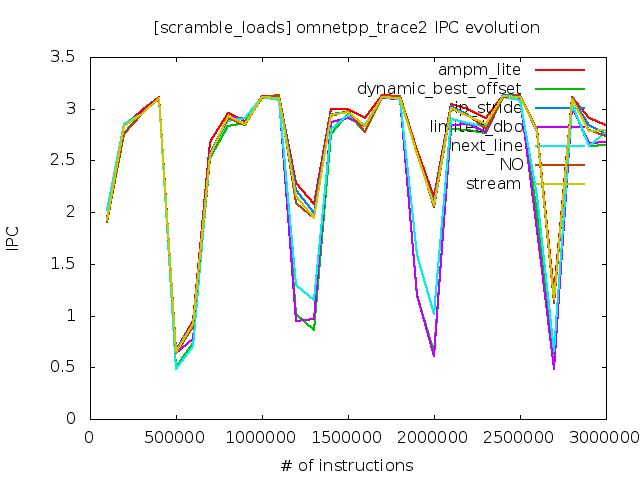 [scramble_loads] omnetpp_trace2 IPC evolution
3.5
3
2.5
2
1.5
1
0.5
0
IPC
ampm_lite
dynamic_best_offset
ip_stride
limited_dbo
next_line
NO
stream
0
500000
1000000
1500000
2000000
2500000
3000000
# of instructions